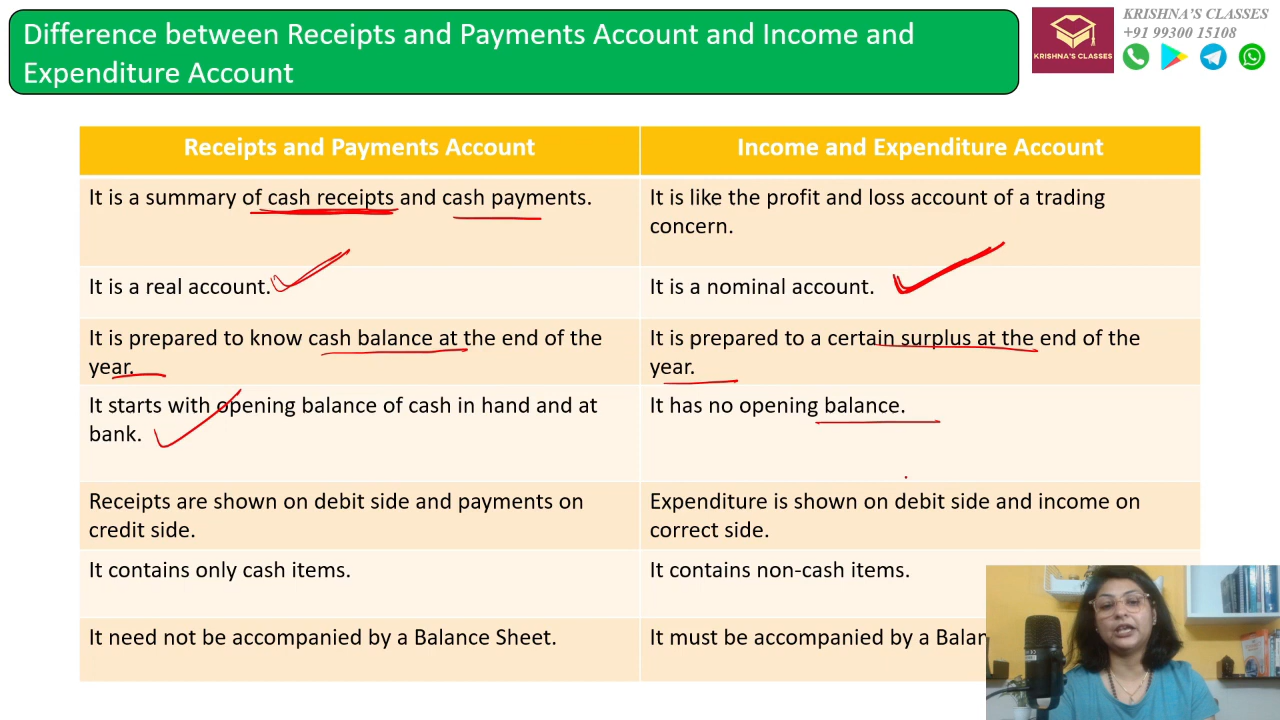 Difference between Receipts and Payments Account and Income and
Expenditure Account
KRISHNA'S CLASSES
KRISHNA'S CLASSES
+91 99300 15108
Receipts and Payments Account
Income and Expenditure Account
It is a summary of cash receipts and cash payments.
It is like the profit and loss account of a trading
concern.
It is a real account.
It is a nominal account.
It is prepared to know cash balance at the end of the
year.
It is prepared to a certain surplus at the end of the
year.
It starts with opening balance of cash in hand and at
bank.
It has no opening balance.
Receipts are shown on debit side and payments on
credit side.
Expenditure is shown on debit side and income on
correct side.
It contains only cash items.
It contains non-cash items.
It need not be accompanied by a Balance Sheet.
It must be accompanied by a Balan